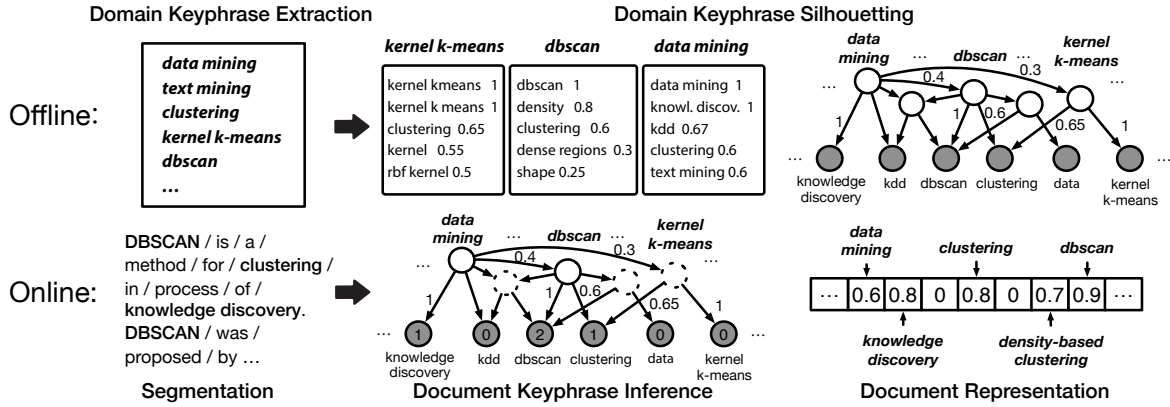 Domain Keyphrase Extraction
Domain Keyphrase Silhouetting
Offline:
data mining
text mining
clustering
kernel k-means
dbscan
...
kernel k-means
kernel kmeans 1
kernel k means 1
clustering 0.65
kernel 0.55
rbf kernel 0.5
dbscan
dbscan 1
density 0.8
clustering 0.6
dense regions 0.3
shape 0.25
data mining
data mining 1
knowl. discov. 1
kdd 0.67
clustering 0.6
text mining 0.6
data
mining
...
dbscan
...
kernel
k-means
0.3
0.4
...
...
1
1
0.6
0.65
1
...
...
knowledge
discovery
kdd
dbscan
clustering
data
kernel
k-means
Online:
DBSCAN / is / a /
method / for / clustering /
in / process / of /
knowledge discovery.
DBSCAN / was /
proposed / by ...
Segmentation
data
mining
...
dbscan
...
kernel
k-means
0.3
0.4
...
...
1
1
0.6
0.65
1
...
1
0
2
1
0
0
...
knowledge
discovery
kdd
dbscan
clustering
data
kernel
k-means
Document Keyphrase Inference
data
mining
clustering
dbscan
... 0.6 0.8 0 0.8 0 0.7 0.9 ...
knowledge
discovery
density-based
clustering
Document Representation